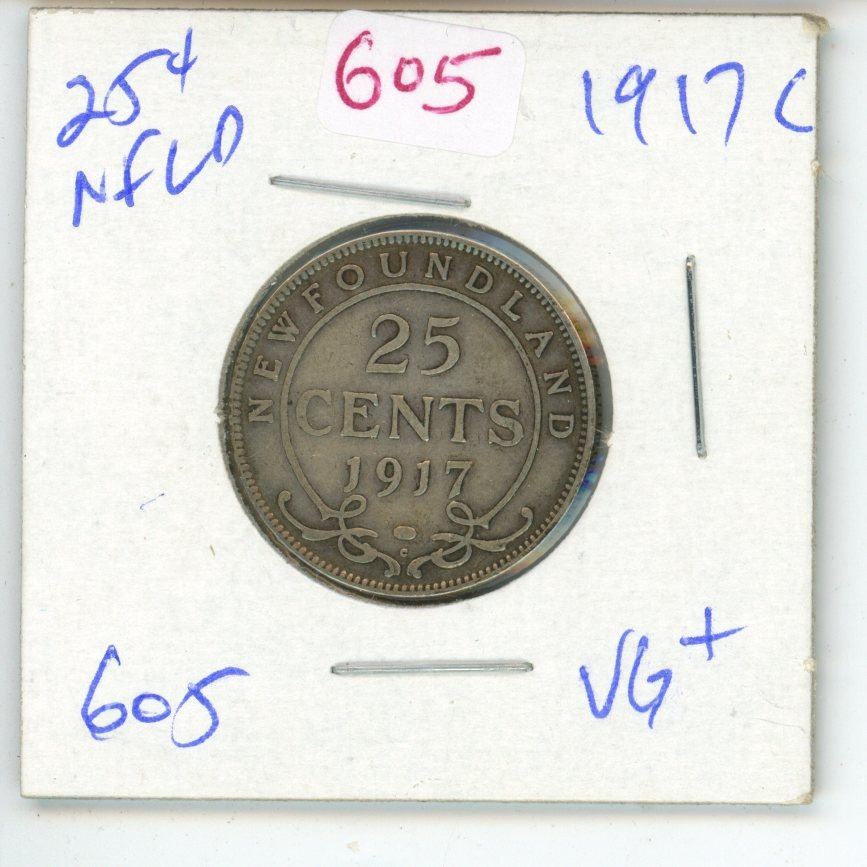 605
25¢
NFLD
1917 C
NEWFOUNDLAND
25
CENTS
1917
C
605
VG+